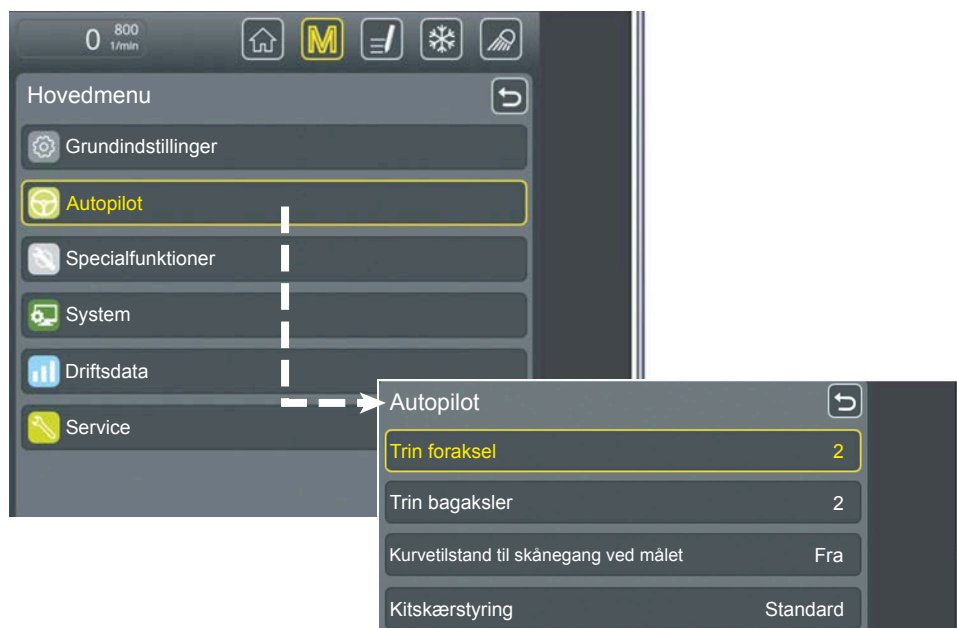 0 800 1/min
M
Hovedmenu
Grundindstillinger
Autopilot
Specialfunktioner
System
Driftsdata
Service
Autopilot
Trin foraksel 2
Trin bagaksler 2
Kurvetilstand til skånegang ved målet Fra
Kitskærstyring Standard